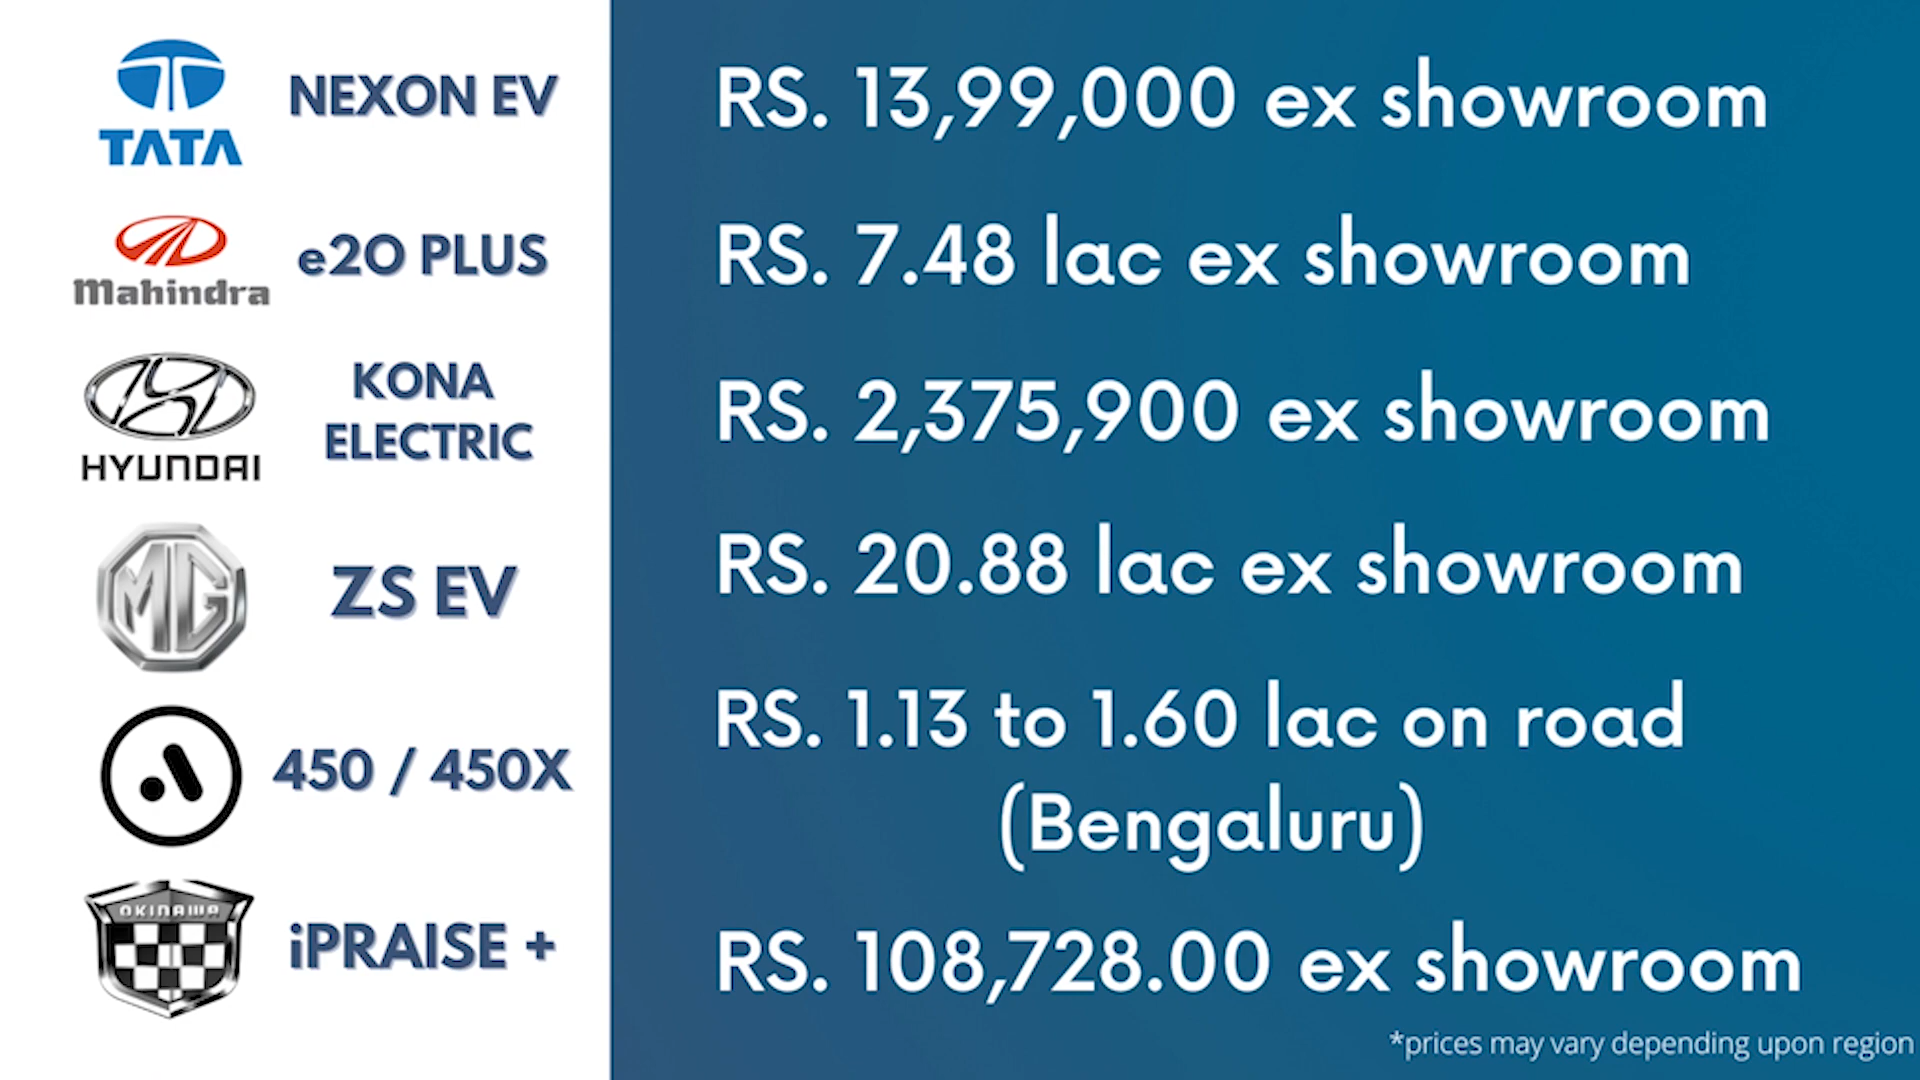 TATA
NEXON EV
RS. 13,99,000 ex showroom
Mahindra
e2O PLUS
RS. 7.48 lac ex showroom
HYUNDAI
KONA
ELECTRIC
RS. 2,375,900 ex showroom
MG
ZS EV
RS. 20.88 lac ex showroom
450 / 450X
RS. 1.13 to 1.60 lac on road
(Bengaluru)
OKINAWA
iPRAISE +
RS. 108,728.00 ex showroom
*prices may vary depending upon region